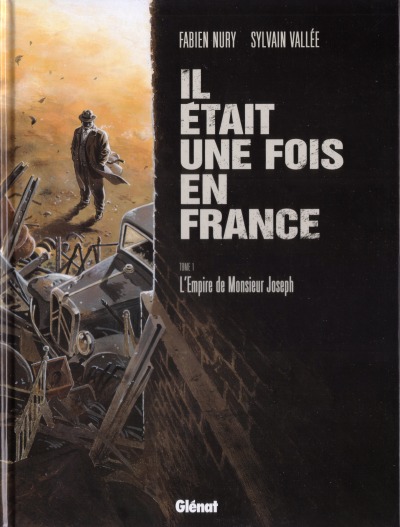 FABIEN NURY SYLVAIN VALLÉE
IL
ÉTAIT
UNE FOIS
EN
FRANCE
TOME 1
L'Empire de Monsieur Joseph
Glénat